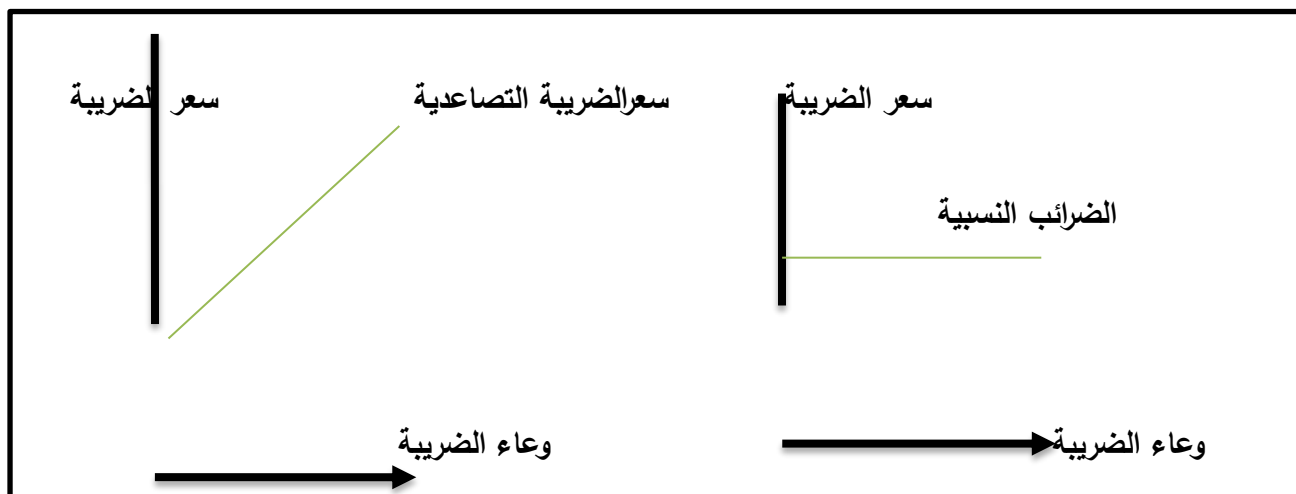 سعر الضريبة
سعرالضريبة التصاعدية
سعر الضريبة
الضرائب النسبية
وعاء الضريبة
وعاء الضريبة